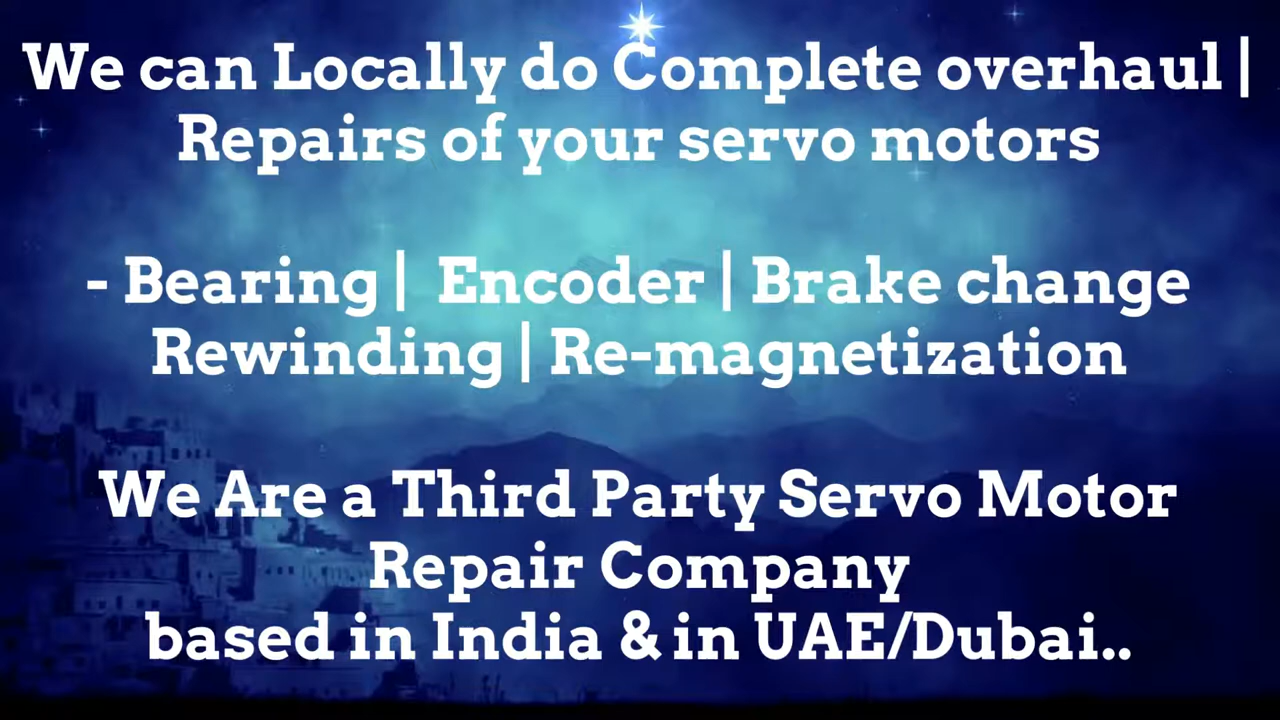 We can Locally do Complete overhaul |
Repairs of your servo motors
- Bearing | Encoder | Brake change
Rewinding | Re-magnetization
We Are a Third Party Servo Motor
Repair Company
based in India & in UAE/Dubai..